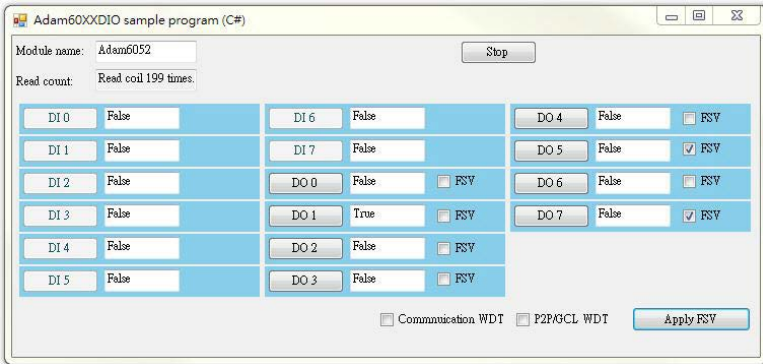 Adam60XXDIO sample program (C#)
Module name: Adam6052 Stop
Read count: Read coil 199 times.
DI 0 False DI 6 False DO 4 False FSV
DI 1 False DI 7 False DO 5 False FSV
DI 2 False DO 0 False FSV DO 6 False FSV
DI 3 False DO 1 True FSV DO 7 False FSV
DI 4 False DO 2 False FSV
DI 5 False DO 3 False FSV
Commnuication WDT P2P/GCL WDT Apply FSV